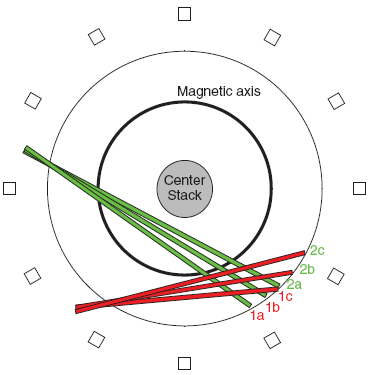 Magnetic axis
Center
Stack
2c
2b
2a
1c
1b
1a